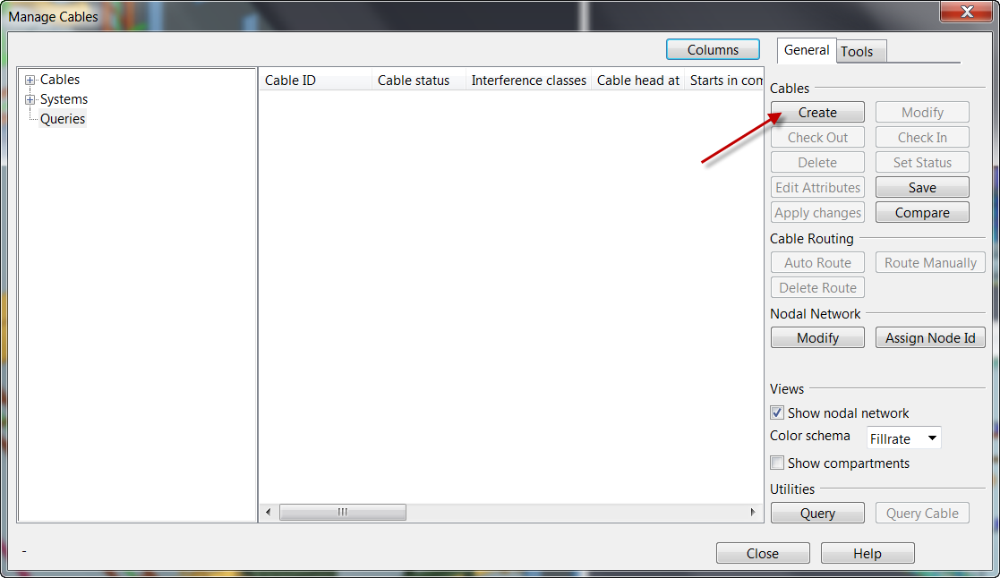 Manage Cables
Columns
General Tools
Cables
Systems
Queries
Cable ID Cable status Interference classes Cable head at Starts in com
Cables
Create Modify
Check Out Check In
Delete Set Status
Edit Attributes Save
Apply changes Compare
Cable Routing
Auto Route Route Manually
Delete Route
Nodal Network
Modify Assign Node Id
Views
Show nodal network
Color schema Fillrate
Show compartments
Utilities
Query Query Cable
-
Close Help